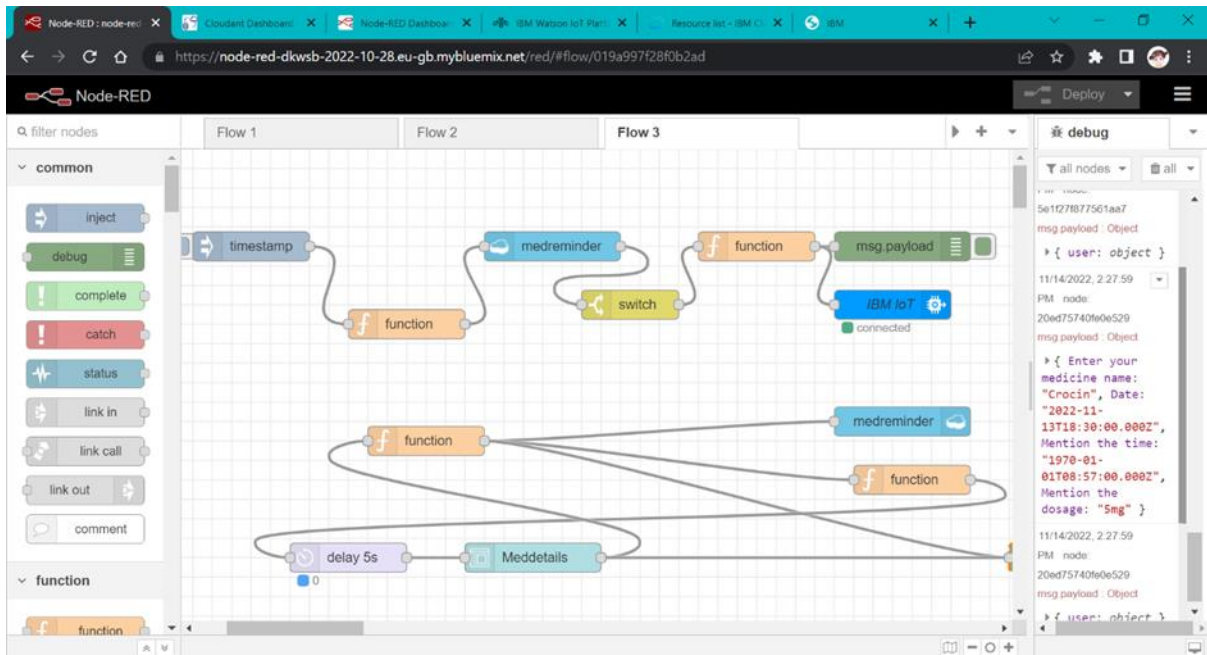 Node-RED : node-red
Cloudant Dashboard
Node-RED Dashboar
IBM Watson IoT Platf
Resource list - IBM Cl
IBM
https://node-red-dkwsb-2022-10-28.eu-gb.mybluemix.net/red/#flow/019a997f28f0b2ad
Node-RED
Deploy
filter nodes
Flow 1
Flow 2
Flow 3
debug
common
all nodes
all
inject
debug
complete
catch
status
link in
link call
link out
comment
function
function
timestamp
function
medreminder
switch
function
msg.payload
IBM IoT
connected
function
medreminder
function
delay 5s
0
Meddetails
PM node:
5e1f27f877561aa7
msg.payload : Object
{ user: object }
11/14/2022, 2:27:59
PM node:
20ed75740fe0e529
msg.payload : Object
{ Enter your
medicine name:
"Crocin", Date:
"2022-11-
13T18:30:00.000Z",
Mention the time:
"1970-01-
01T08:57:00.000Z",
Mention the
dosage: "5mg" }
11/14/2022, 2:27:59
PM node:
20ed75740fe0e529
msg.payload : Object
{ user: object }